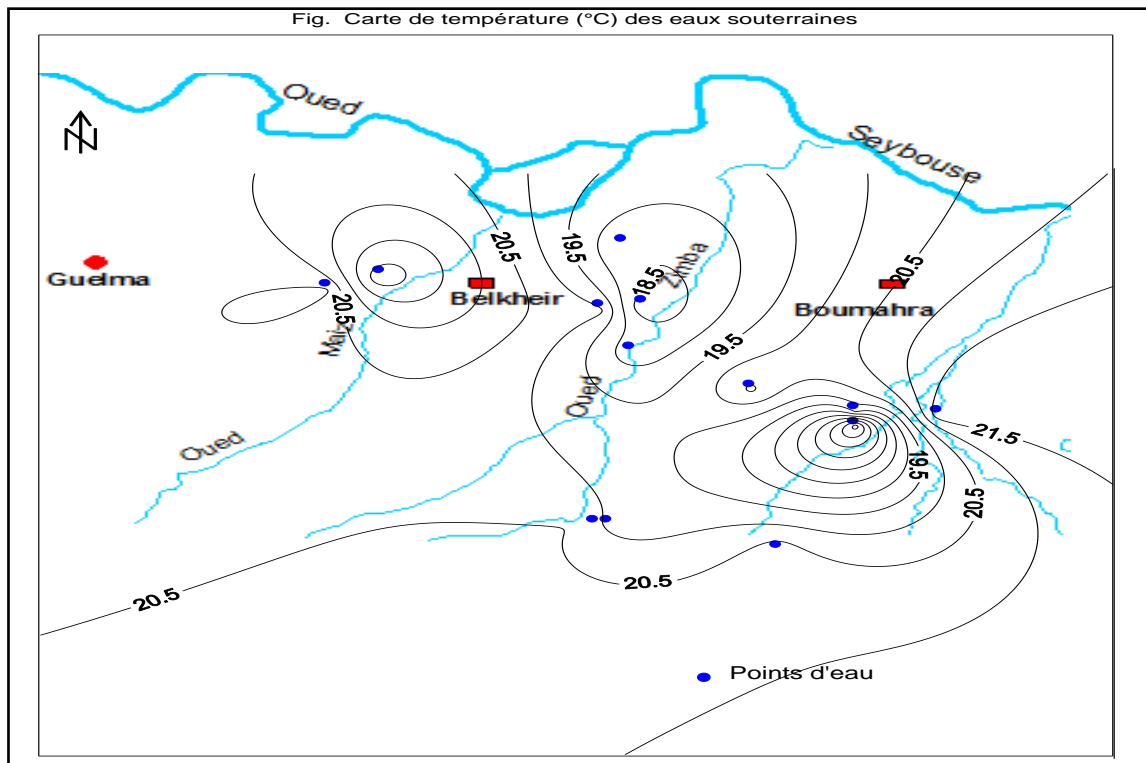 Fig. Carte de température (°C) des eaux souterraines
Oued
Seybouse
N
Guelma
Belkheir
Boumahra
Zimba
Oued
Oued
20.5
20.5
19.5
18.5
19.5
20.5
21.5
19.5
20.5
20.5
20.5
Points d'eau